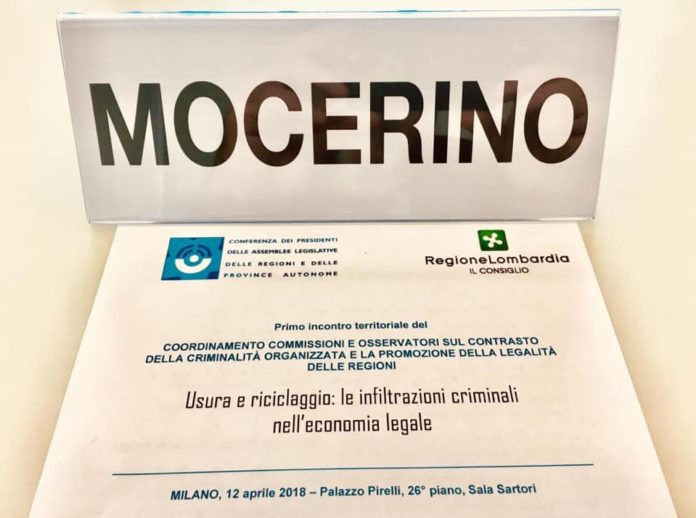 MOCERINO
CONFERENZA DEI PRESIDENTI
DELLE ASSEMBLEE LEGISLATIVE
DELLE REGIONI E DELLE
PROVINCE AUTONOME
RegioneLombardia
IL CONSIGLIO
Primo incontro territoriale del
COORDINAMENTO COMMISSIONI E OSSERVATORI SUL CONTRASTO
DELLA CRIMINALITÀ ORGANIZZATA E LA PROMOZIONE DELLA LEGALITÀ
DELLE REGIONI
Usura e riciclaggio: le infiltrazioni criminali
nell'economia legale
MILANO, 12 aprile 2018 – Palazzo Pirelli, 26° piano, Sala Sartori